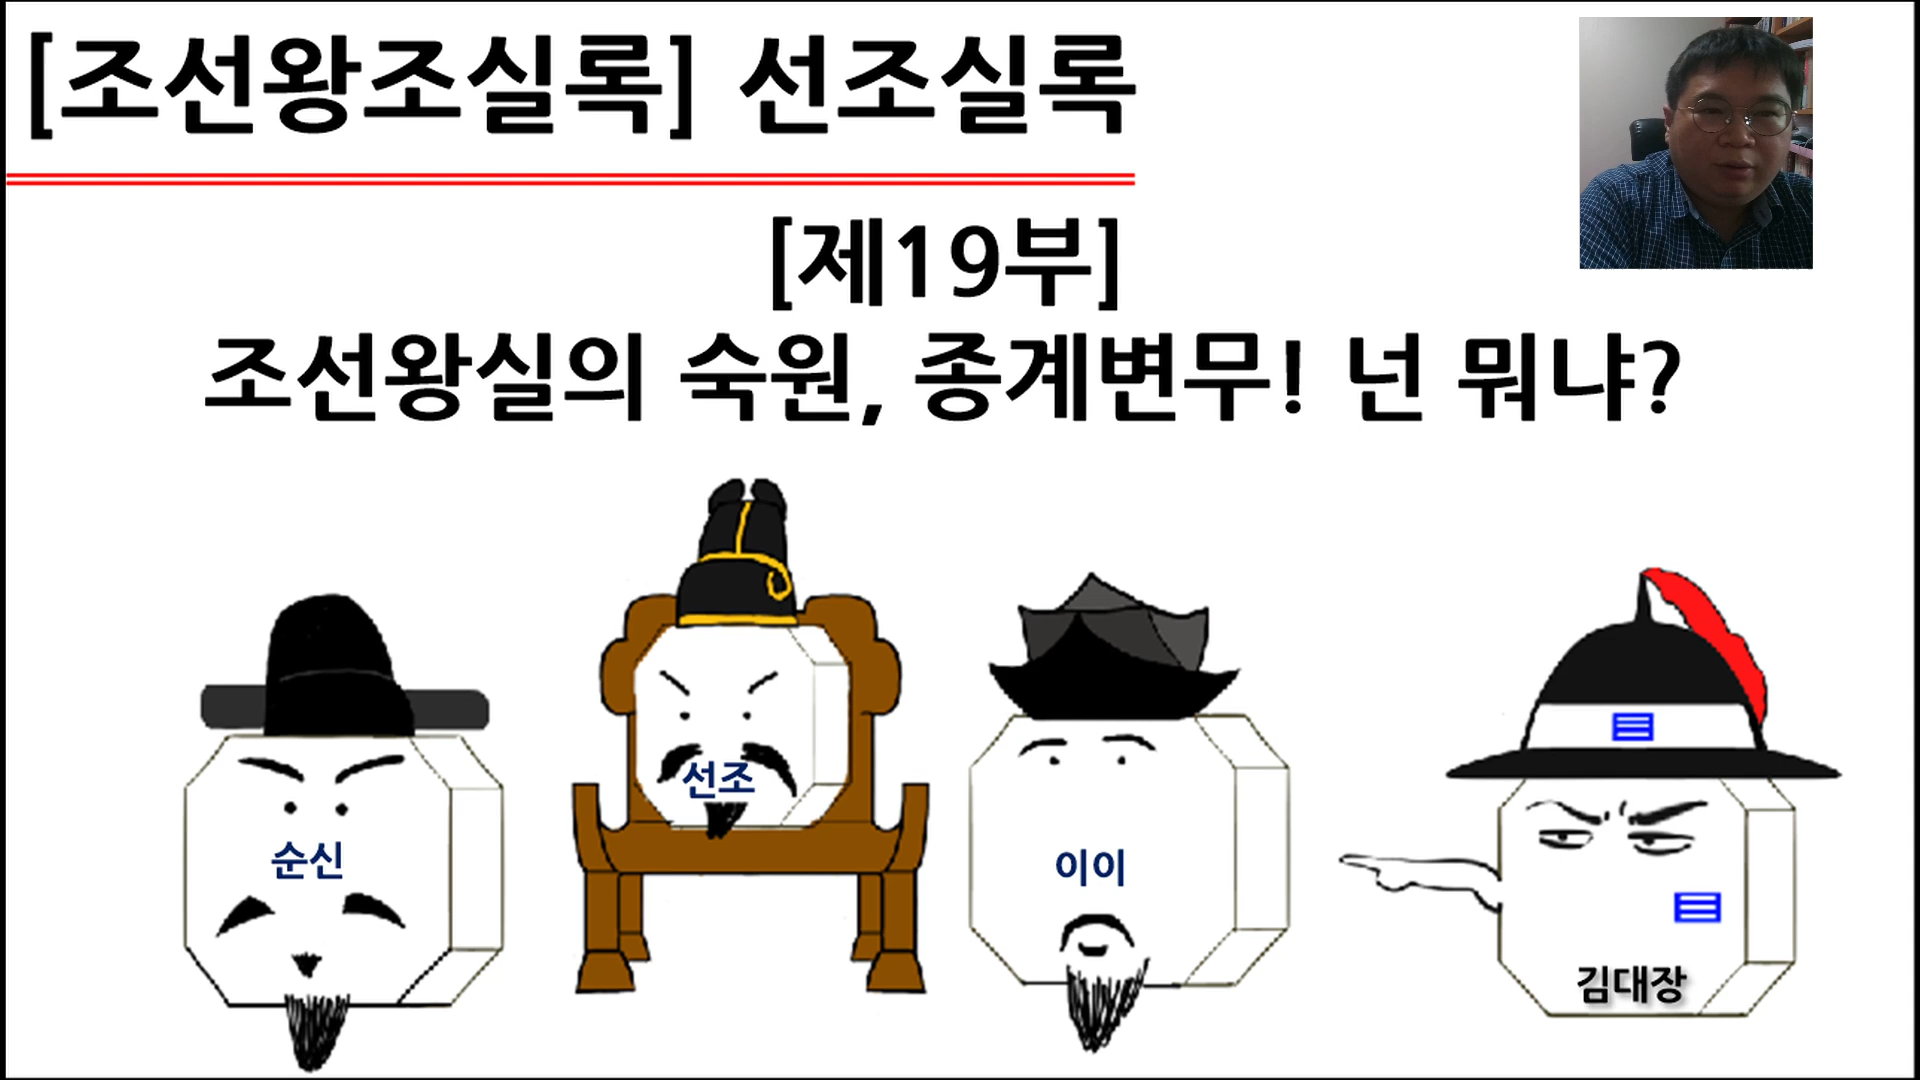 [조선왕조실록] 선조실록
[제19부]
조선왕실의 숙원, 종계변무! 넌 뭐냐?
순신
선조
이이
김대장